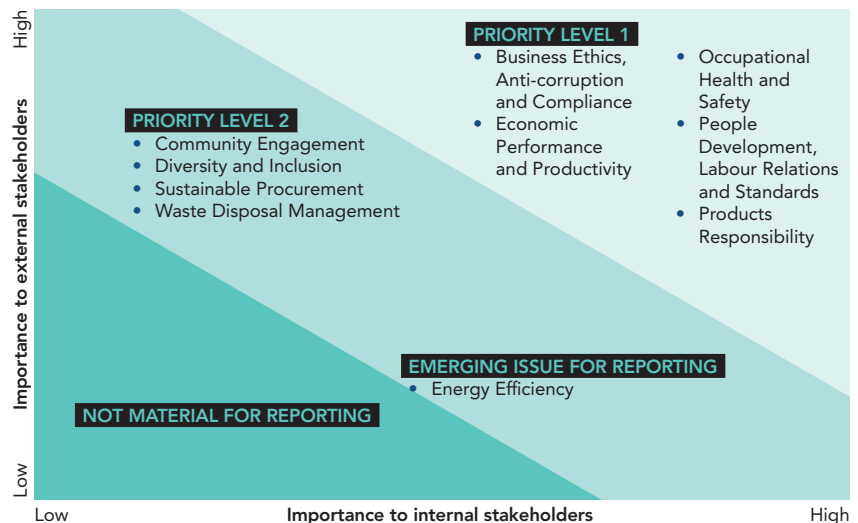 High
Importance to external stakeholders
Low
PRIORITY LEVEL 1
• Business Ethics,
Anti-corruption
and Compliance
• Economic
Performance
and Productivity
• Occupational
Health and
Safety
• People
Development,
Labour Relations
and Standards
• Products
Responsibility
PRIORITY LEVEL 2
• Community Engagement
• Diversity and Inclusion
• Sustainable Procurement
• Waste Disposal Management
EMERGING ISSUE FOR REPORTING
• Energy Efficiency
NOT MATERIAL FOR REPORTING
Low
Importance to internal stakeholders
High